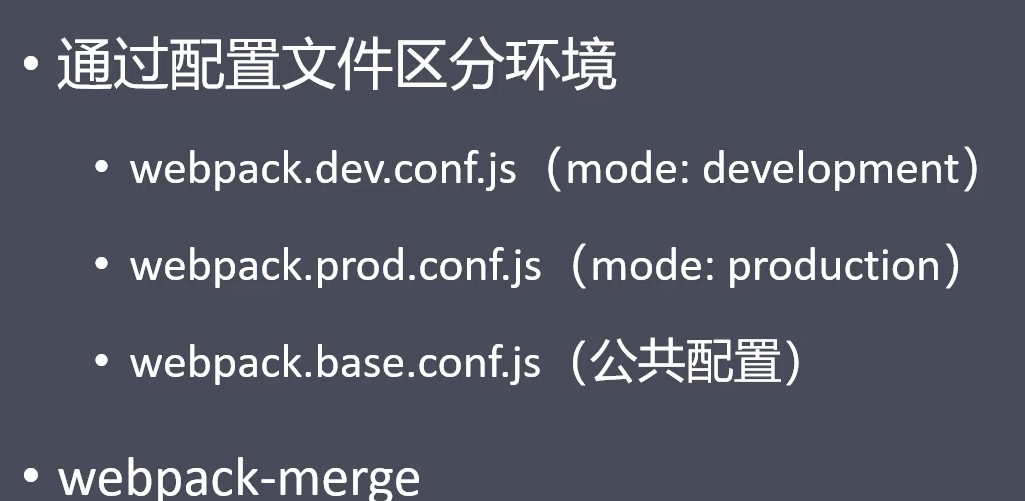 • 通过配置文件区分环境
• webpack.dev.conf.js（mode: development）
• webpack.prod.conf.js（mode: production）
• webpack.base.conf.js（公共配置）
• webpack-merge